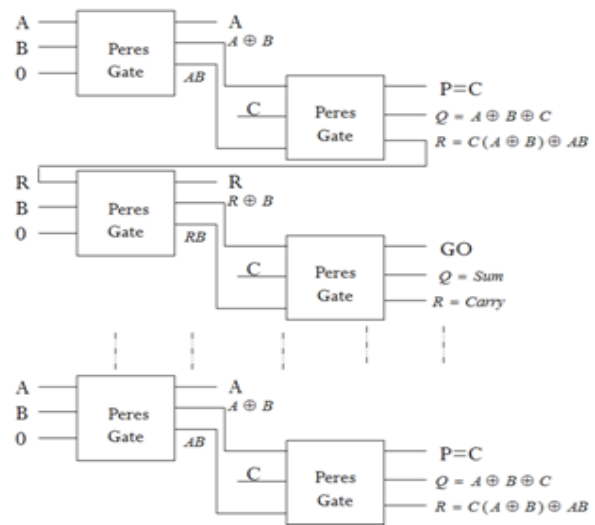 A
A
B
Peres
Gate
A ⊕ B
0
AB
P=C
C
Peres
Gate
Q = A ⊕ B ⊕ C
R = C(A ⊕ B) ⊕ AB
R
R
B
Peres
Gate
R ⊕ B
0
RB
GO
C
Peres
Gate
Q = Sum
R = Carry
A
A
B
Peres
Gate
A ⊕ B
0
AB
P=C
C
Peres
Gate
Q = A ⊕ B ⊕ C
R = C(A ⊕ B) ⊕ AB